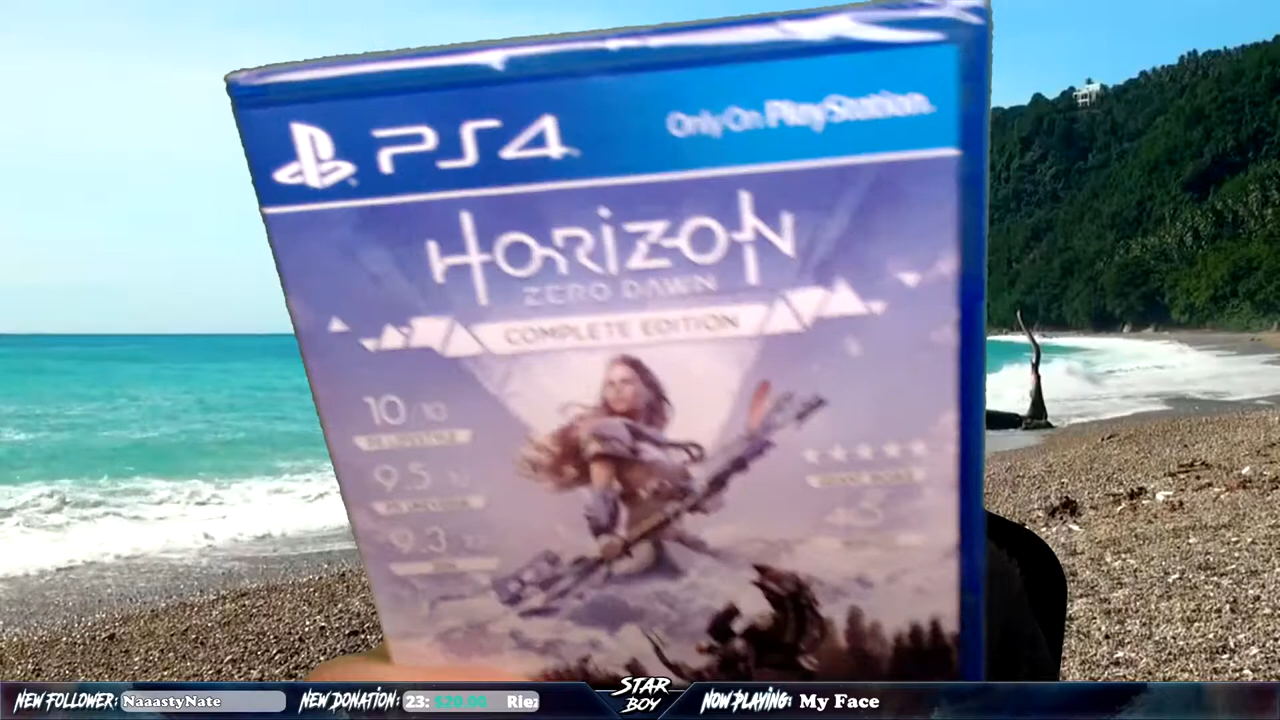 PS4
Only On PlayStation
HORIZON
ZERO DAWN
COMPLETE EDITION
10/10
9.5
9.3
NEW FOLLOWER: NaaastyNate
NEW DONATION: 23: $20.00 Riez
STAR
BOY
NOW PLAYING: My Face